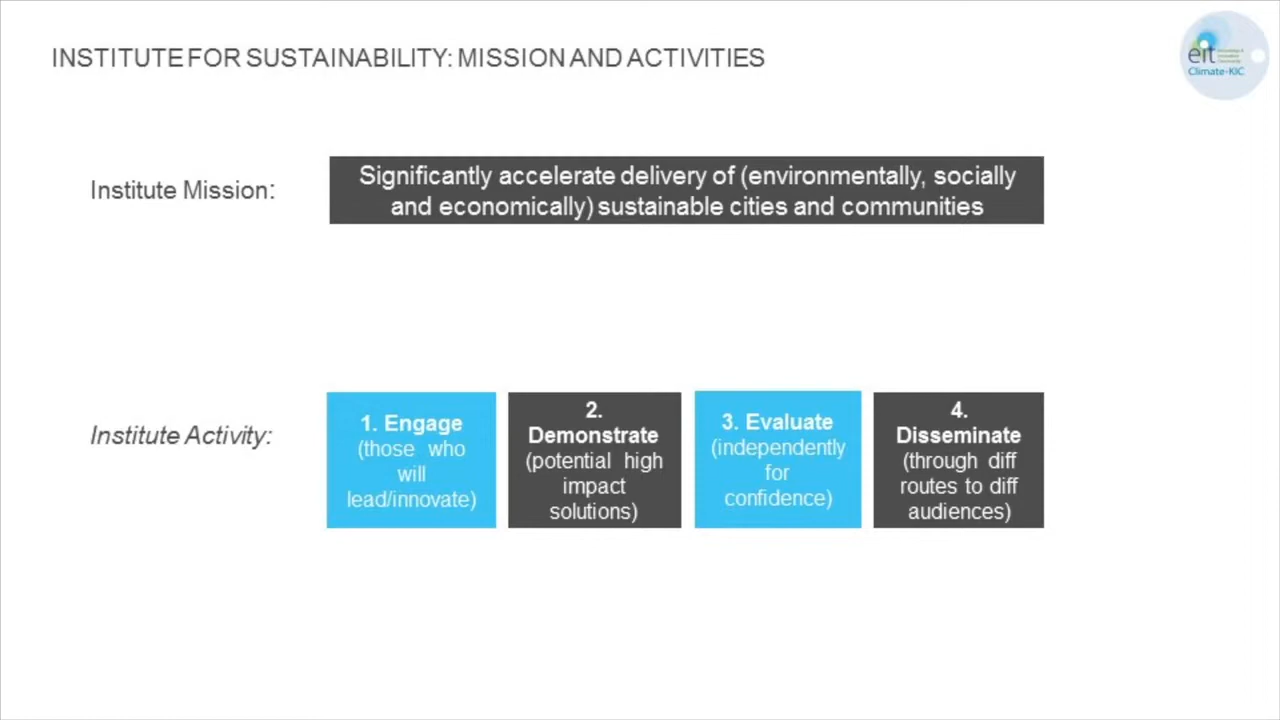 INSTITUTE FOR SUSTAINABILITY: MISSION AND ACTIVITIES
eit
Climate-KIC
Institute Mission:
Significantly accelerate delivery of (environmentally, socially
and economically) sustainable cities and communities
Institute Activity:
1. Engage
(those who
will
lead/innovate)
2.
Demonstrate
(potential high
impact
solutions)
3. Evaluate
(independently
for
confidence)
4.
Disseminate
(through diff
routes to diff
audiences)